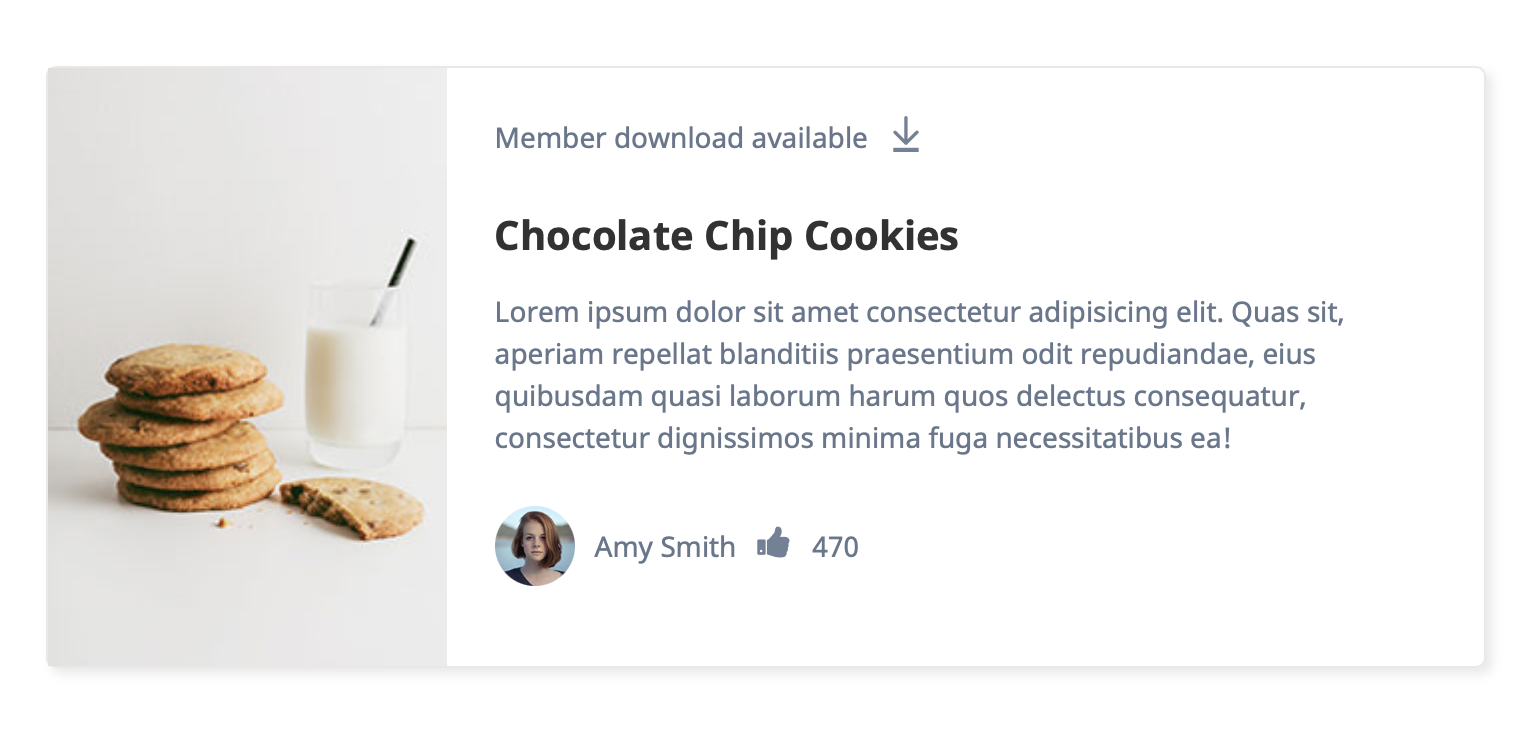 Member download available
Chocolate Chip Cookies
Lorem ipsum dolor sit amet consectetur adipisicing elit. Quas sit,
aperiam repellat blanditiis praesentium odit repudiandae, eius
quibusdam quasi laborum harum quos delectus consequatur,
consectetur dignissimos minima fuga necessitatibus ea!
Amy Smith 470